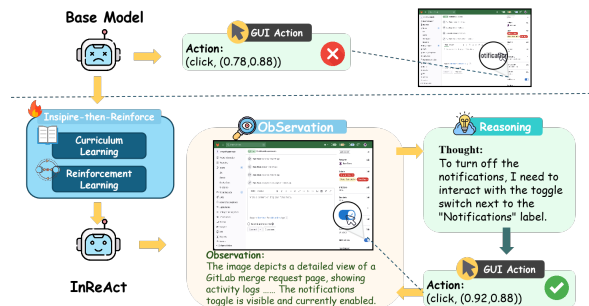 Base Model
GUI Action
Action:
(click, (0.78,0.88))
otificatio
Insipire-then-Reinforce
Curriculum
Learning
Reinforcement
Learning
InReAct
ObServation
Observation:
The image depicts a detailed view of a
GitLab merge request page, showing
activity logs ...... The notifications
toggle is visible and currently enabled.
Reasoning
Thought:
To turn off the
notifications, I need to
interact with the toggle
switch next to the
"Notifications" label.
GUI Action
Action:
(click, (0.92,0.88))